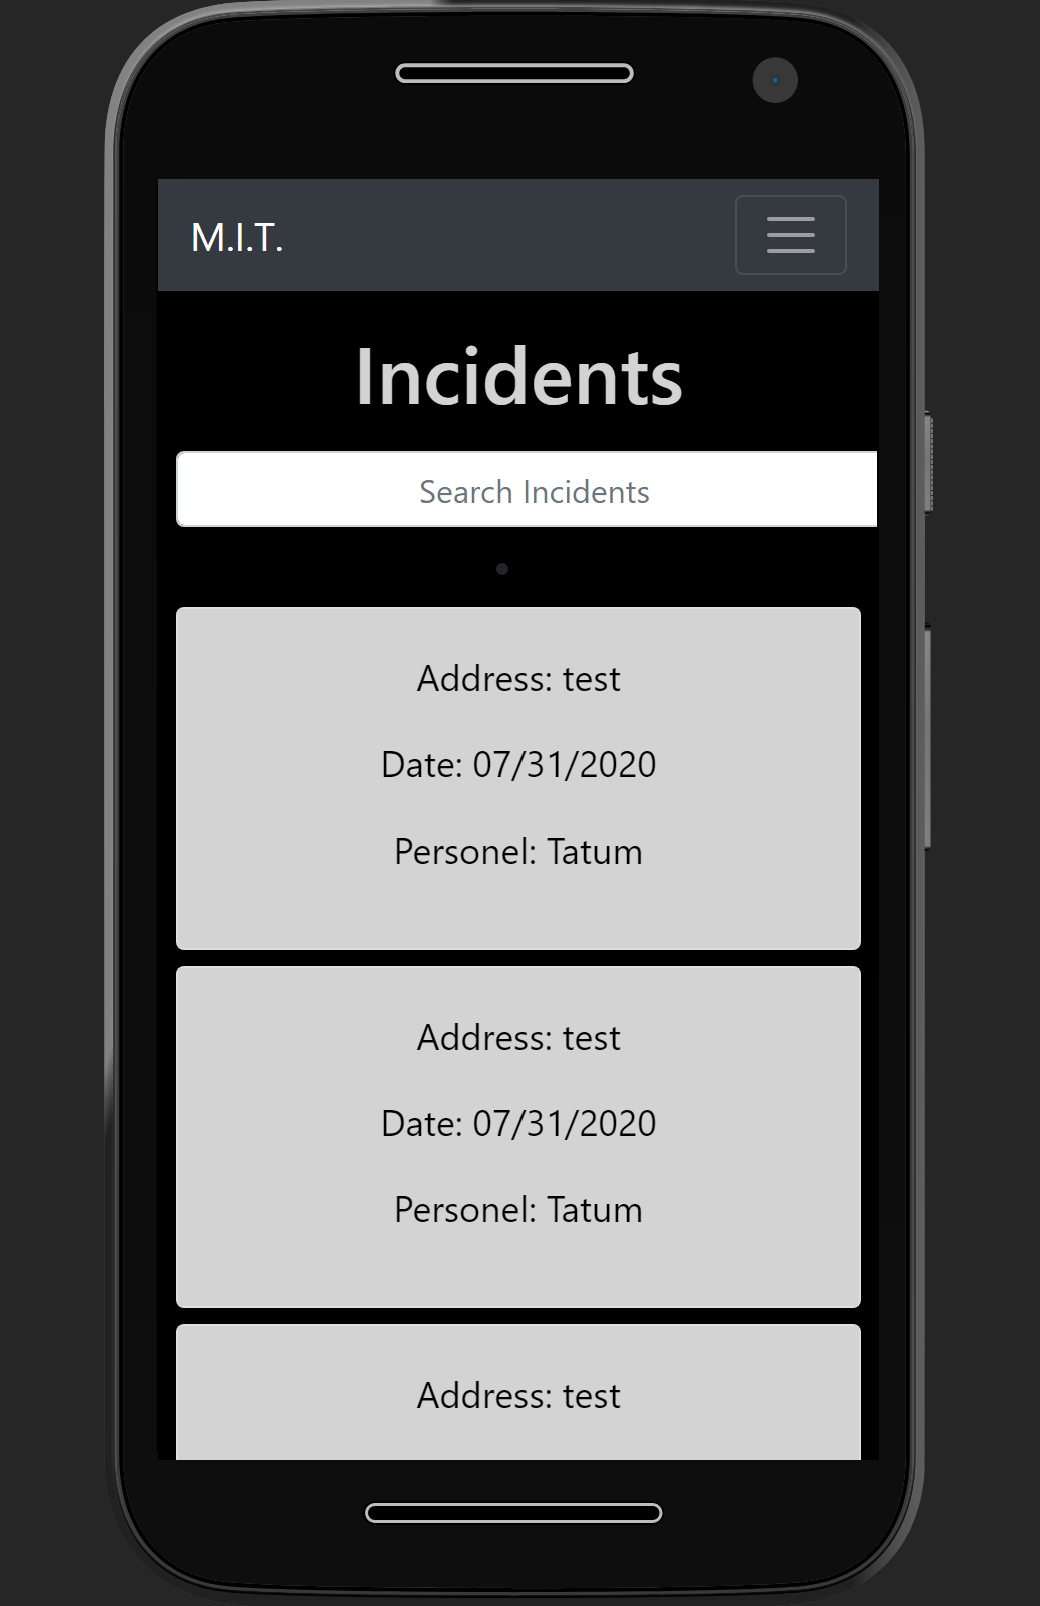 M.I.T.
Incidents
Search Incidents
Address: test
Date: 07/31/2020
Personel: Tatum
Address: test
Date: 07/31/2020
Personel: Tatum
Address: test